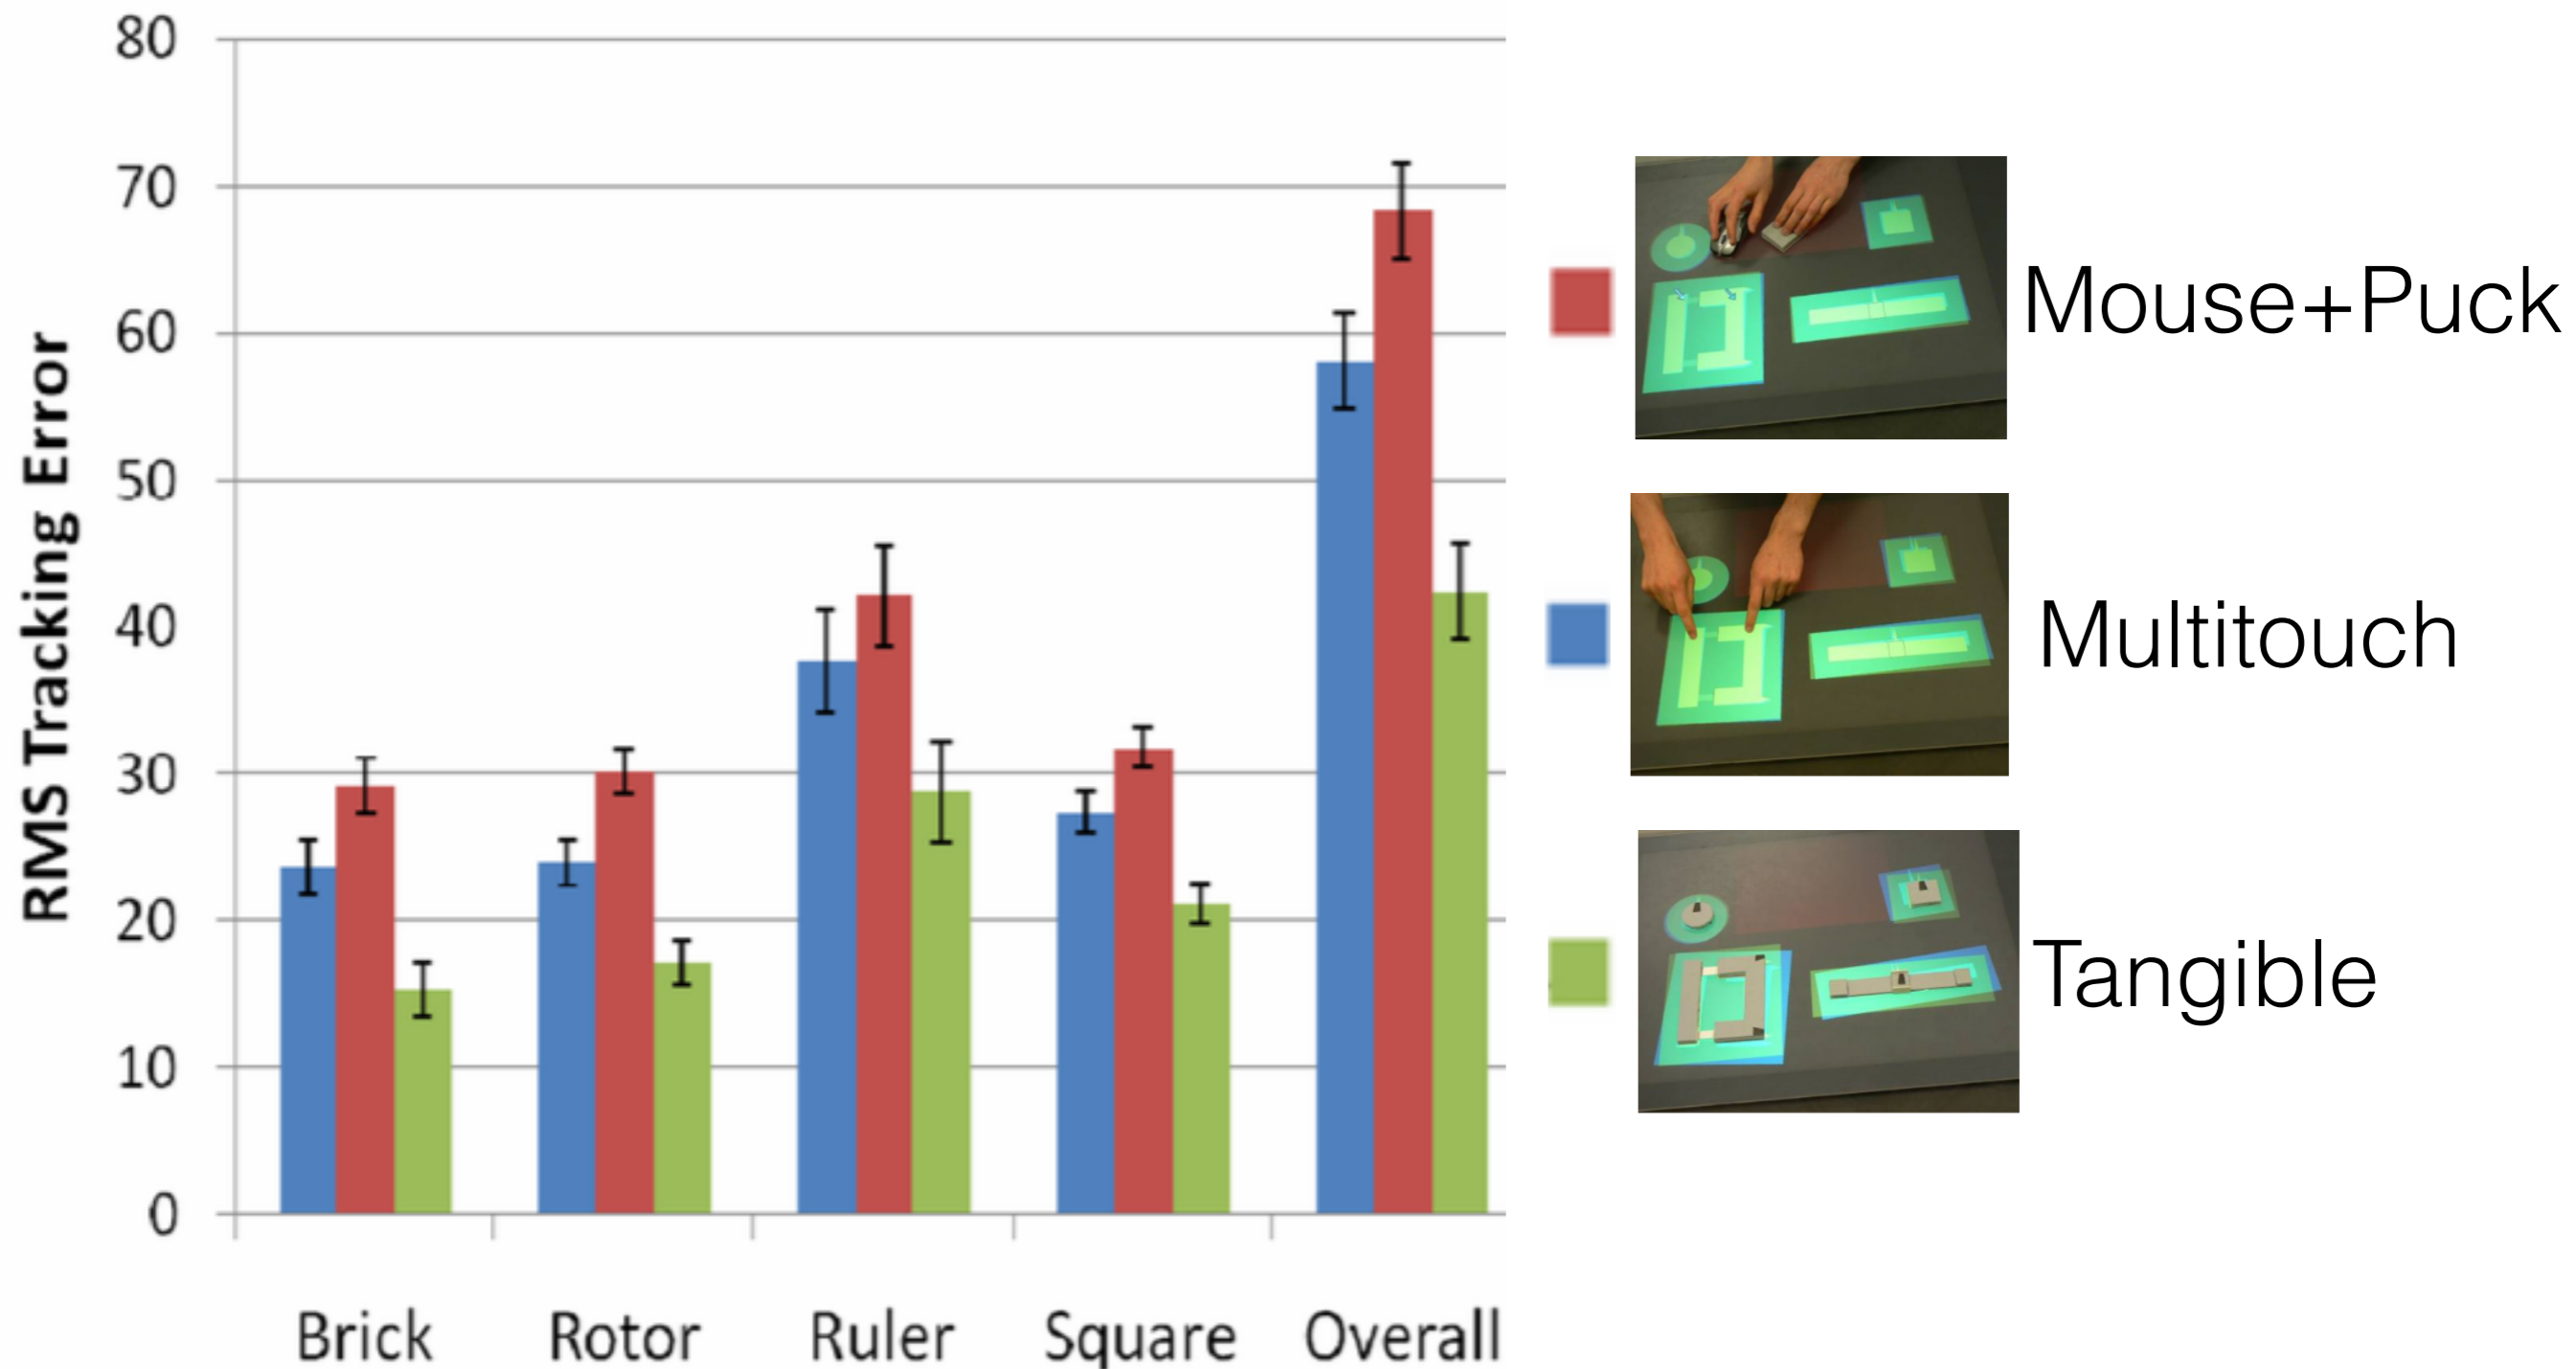 80
70
60
50
40
30
20
10
0
RMS Tracking Error
Brick Rotor Ruler Square Overall
Mouse+Puck
Multitouch
Tangible